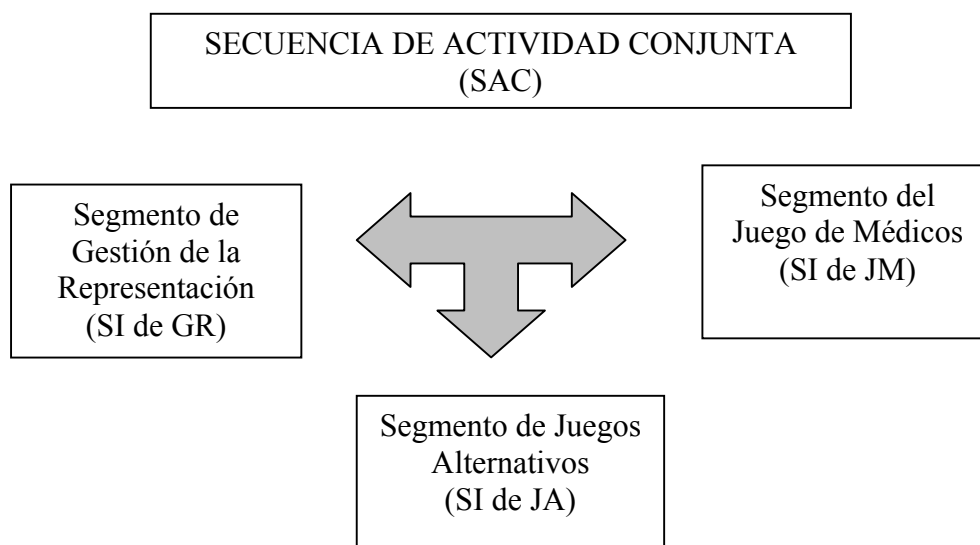 SECUENCIA DE ACTIVIDAD CONJUNTA
(SAC)
Segmento de
Gestión de la
Representación
(SI de GR)
Segmento del
Juego de Médicos
(SI de JM)
Segmento de Juegos
Alternativos
(SI de JA)